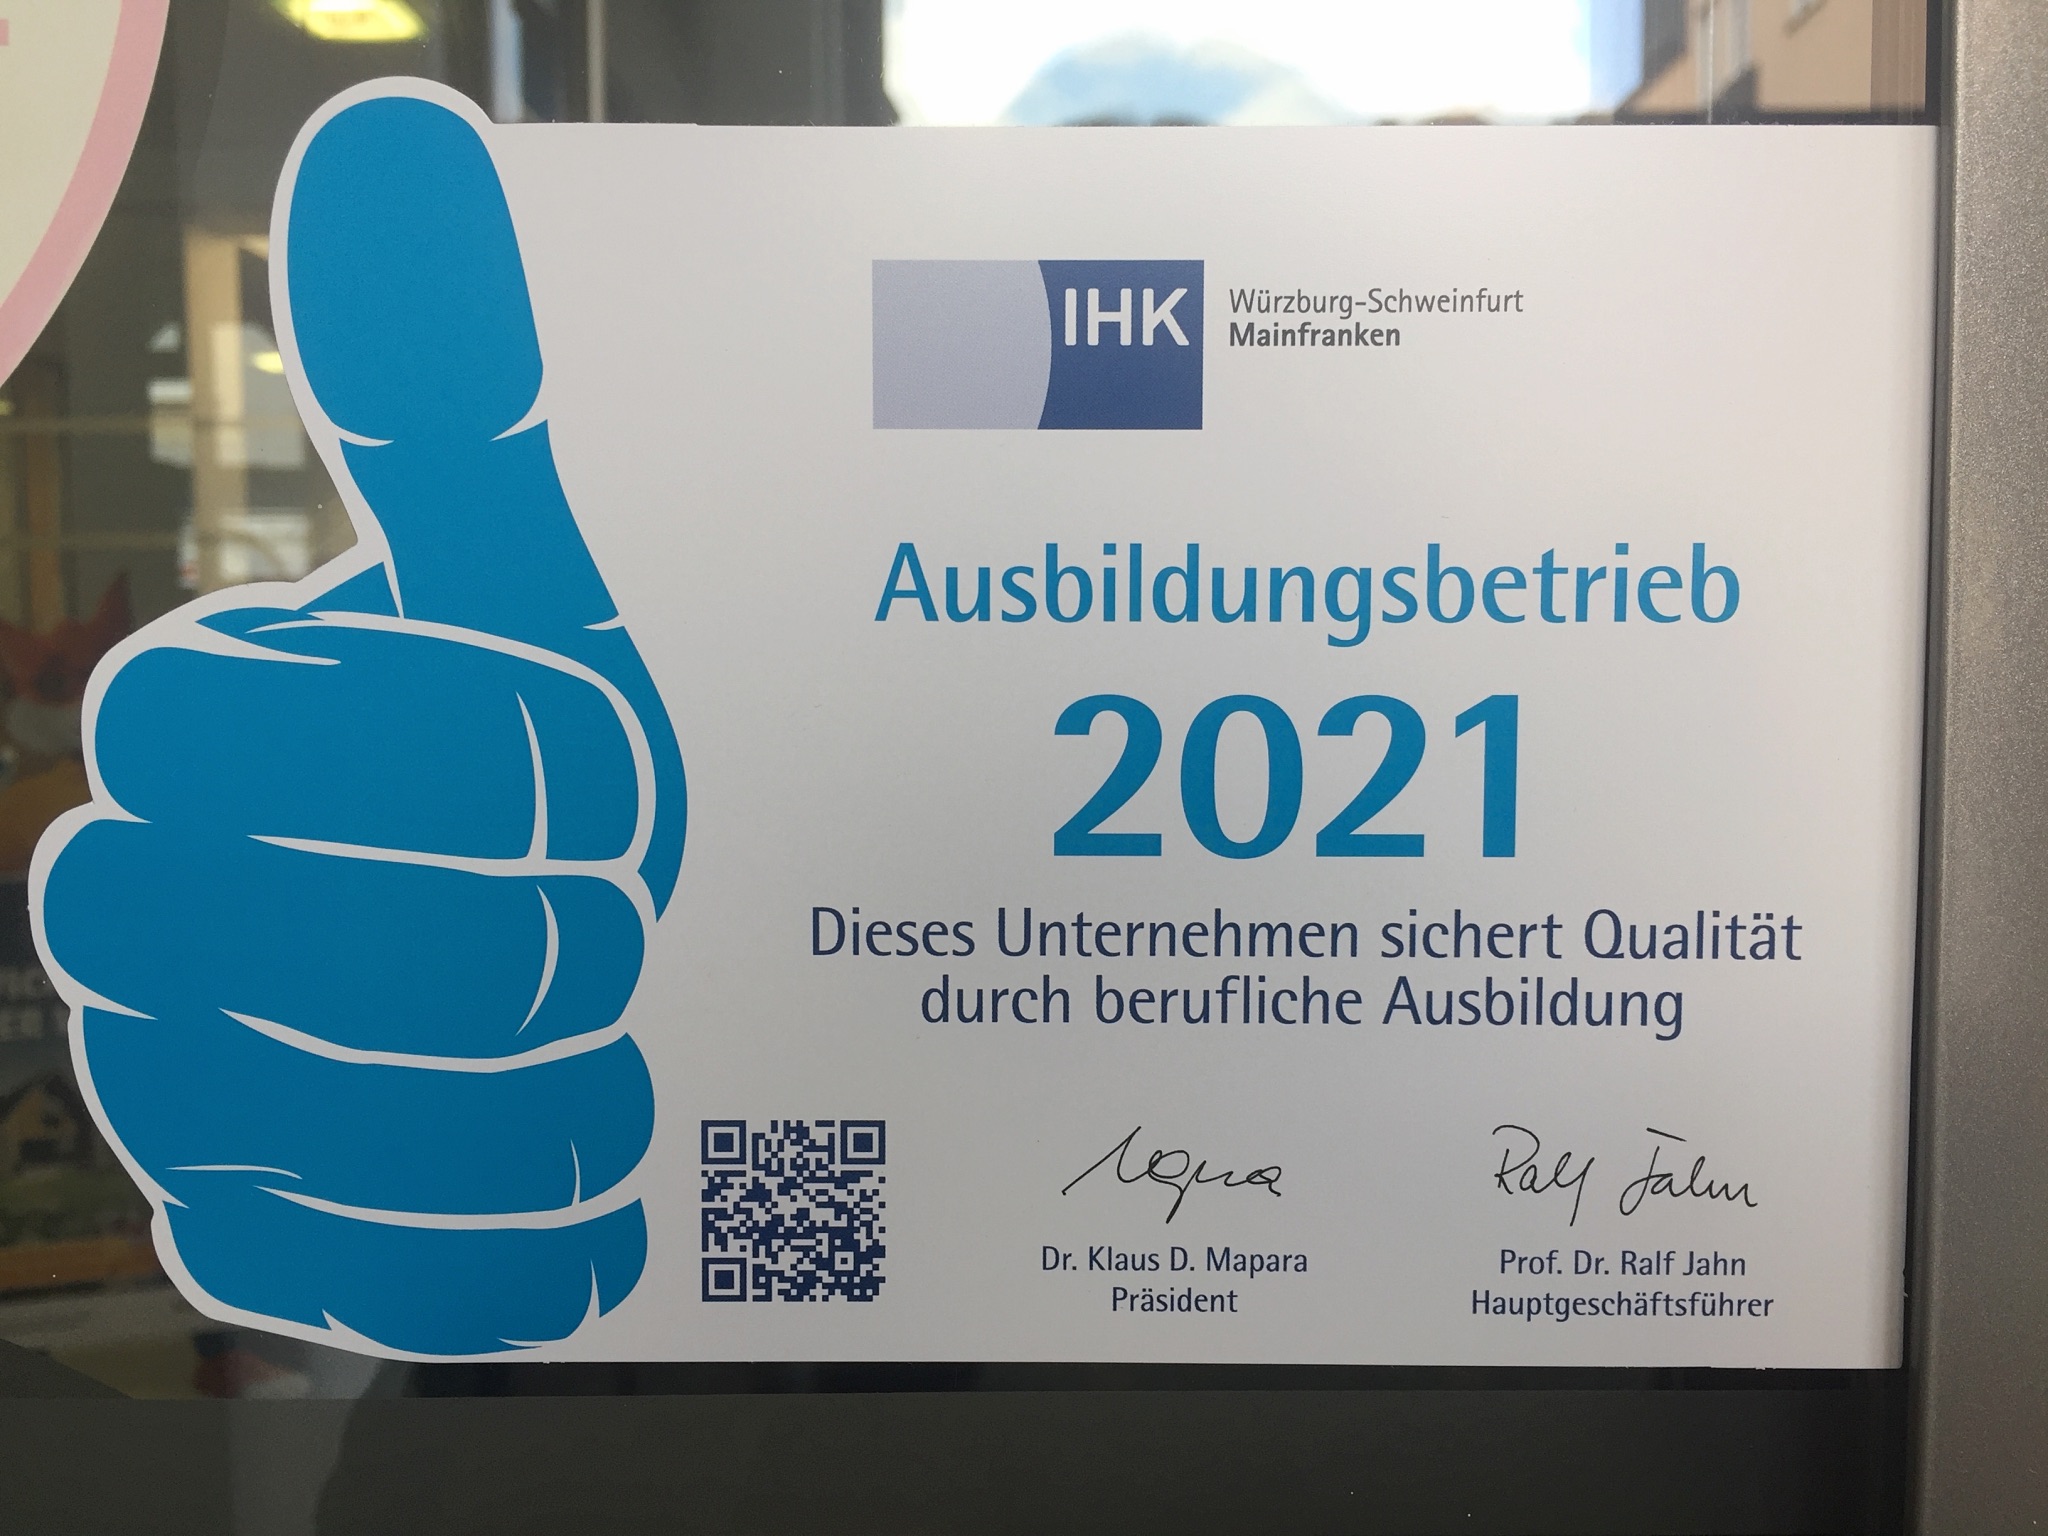 IHK
Würzburg-Schweinfurt
Mainfranken
Ausbildungsbetrieb
2021
Dieses Unternehmen sichert Qualität
durch berufliche Ausbildung
Ralf Jahn
Dr. Klaus D. Mapara
Präsident
Prof. Dr. Ralf Jahn
Hauptgeschäftsführer